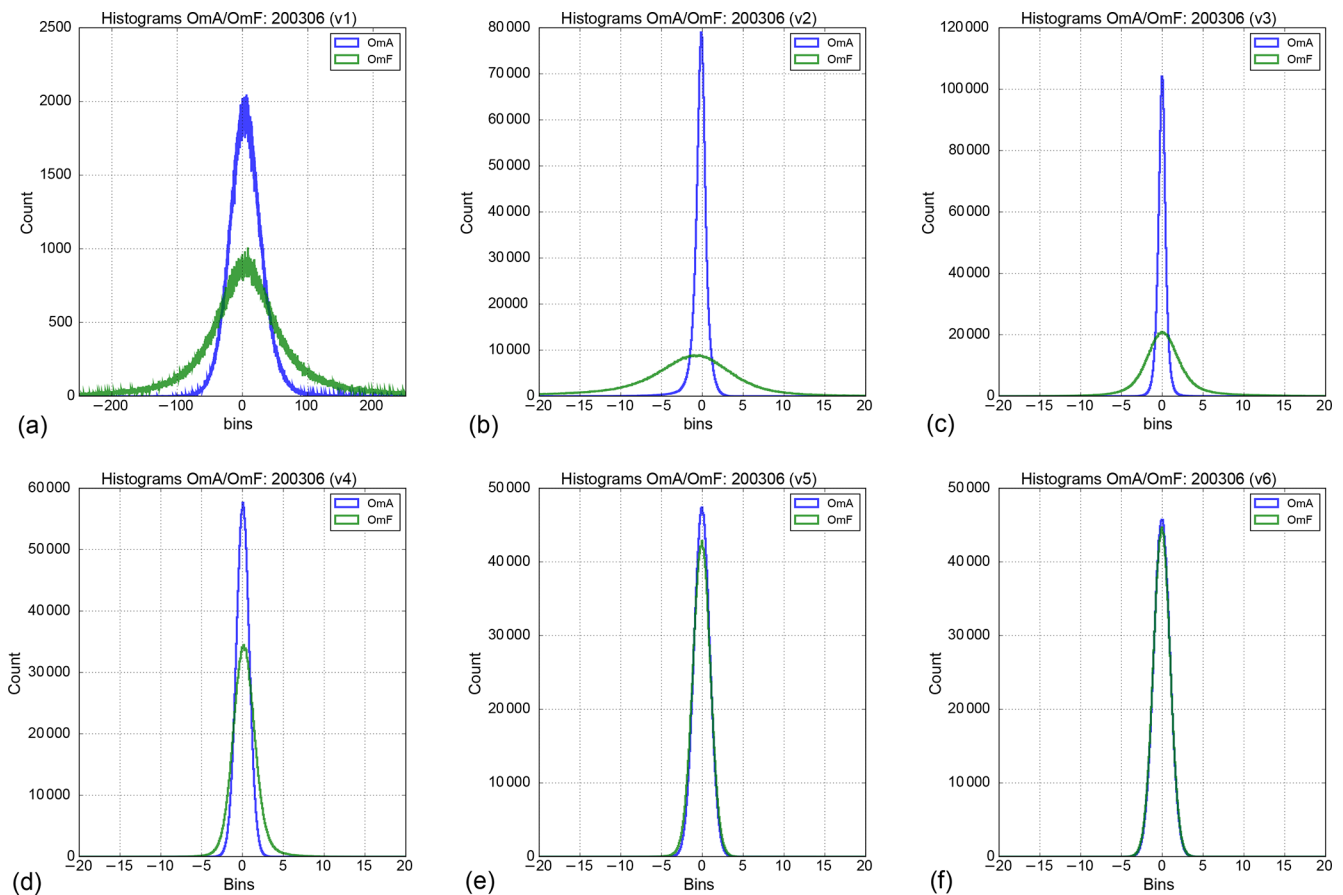 Histograms OmA/OmF: 200306 (v1)
2500
2000
1500
1000
500
0
Count
OmA
OmF
−200 −100 0 100 200
bins
(a)
Histograms OmA/OmF: 200306 (v2)
80 000
70 000
60 000
50 000
40 000
30 000
20 000
10 000
0
Count
OmA
OmF
−20 −15 −10 −5 0 5 10 15 20
bins
(b)
Histograms OmA/OmF: 200306 (v3)
120 000
100 000
80 000
60 000
40 000
20 000
0
Count
OmA
OmF
−20 −15 −10 −5 0 5 10 15 20
bins
(c)
Histograms OmA/OmF: 200306 (v4)
60 000
50 000
40 000
30 000
20 000
10 000
0
Count
OmA
OmF
−20 −15 −10 −5 0 5 10 15 20
Bins
(d)
Histograms OmA/OmF: 200306 (v5)
50 000
40 000
30 000
20 000
10 000
0
Count
OmA
OmF
−20 −15 −10 −5 0 5 10 15 20
Bins
(e)
Histograms OmA/OmF: 200306 (v6)
50 000
40 000
30 000
20 000
10 000
0
Count
OmA
OmF
−20 −15 −10 −5 0 5 10 15 20
Bins
(f)